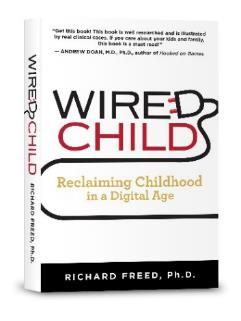 "Get this book! This book is well researched and is illustrated
by real clinical cases. If you care about your kids and family,
this book is a must read!"
— ANDREW DOAN, M.D., Ph.D., author of Hooked on Games
WIRED
CHILD
Reclaiming Childhood
in a Digital Age
RICHARD FREED, Ph.D.
WIRED CHILD
RICHARD FREED, Ph.D.